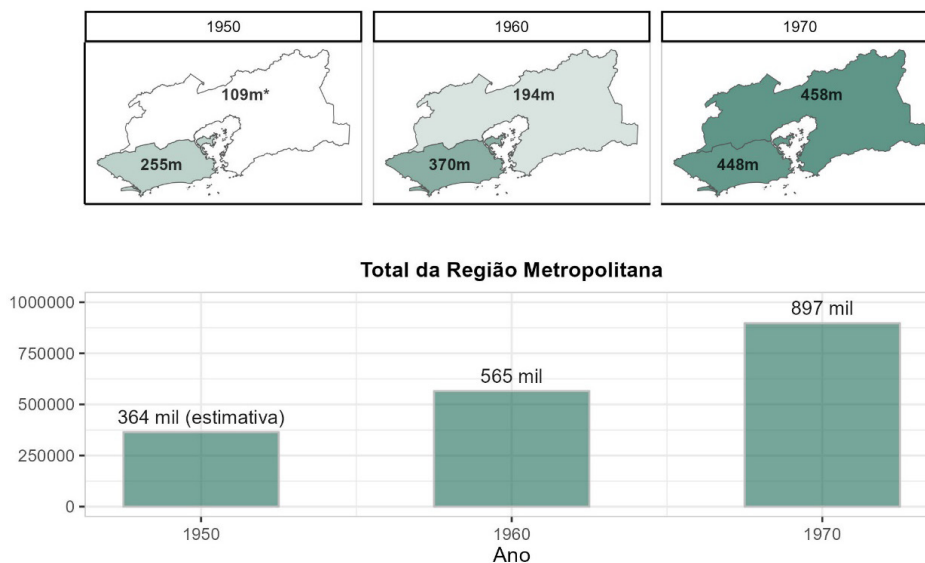 1950
1960
1970
109m*
194m
458m
255m
370m
448m
Total da Região Metropolitana
1000000
750000
500000
250000
0
364 mil (estimativa)
565 mil
897 mil
1950
1960
1970
Ano